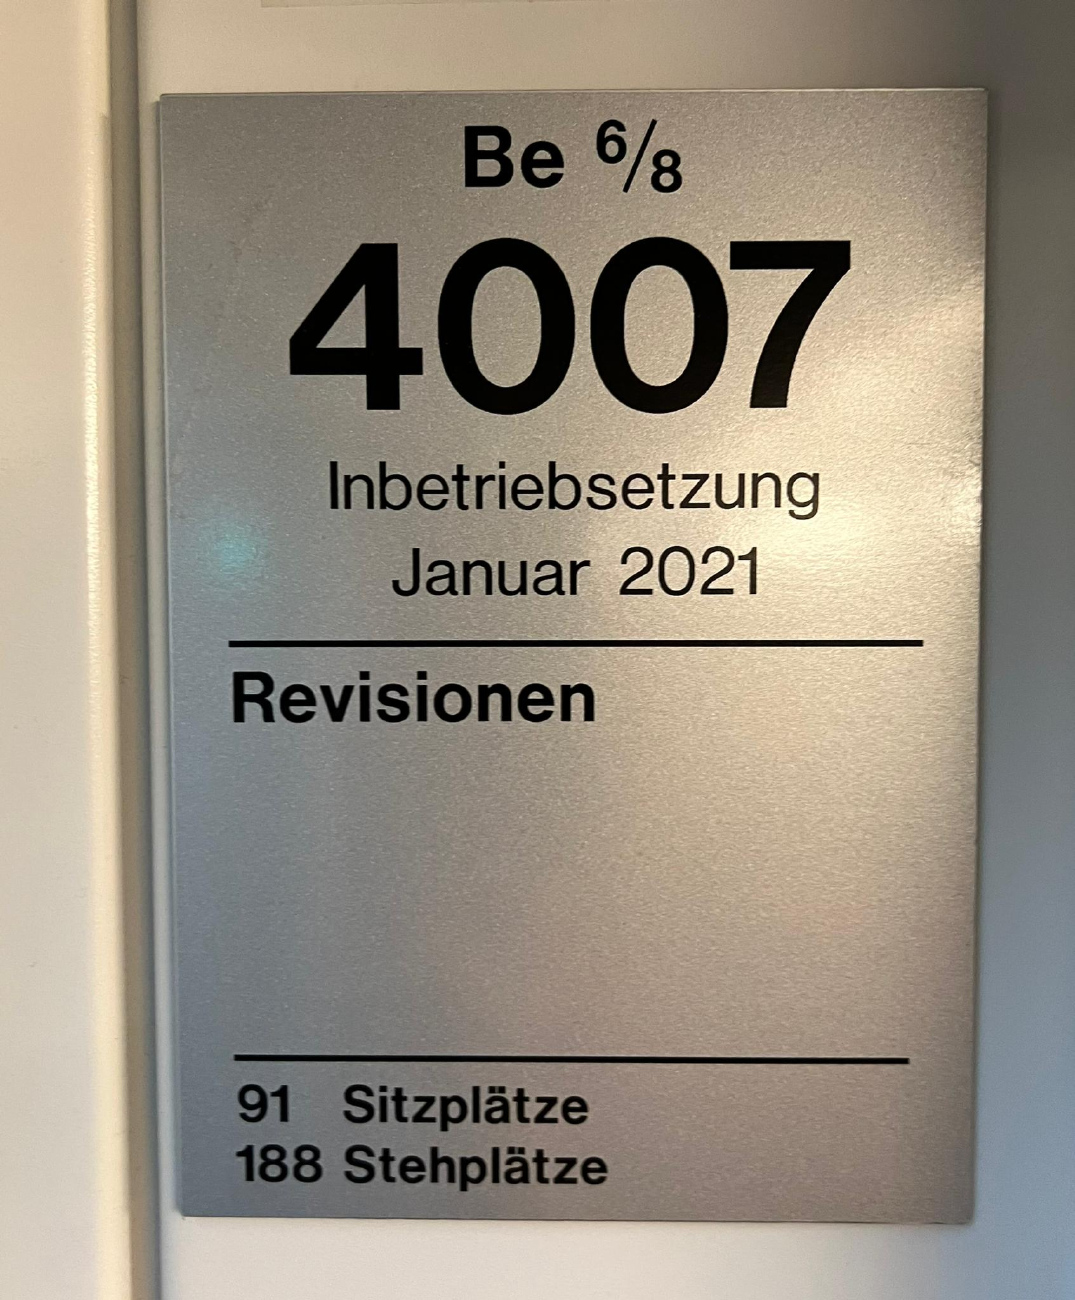 Be 6/8
4007
Inbetriebsetzung
Januar 2021
Revisionen
91 Sitzplätze
188 Stehplätze